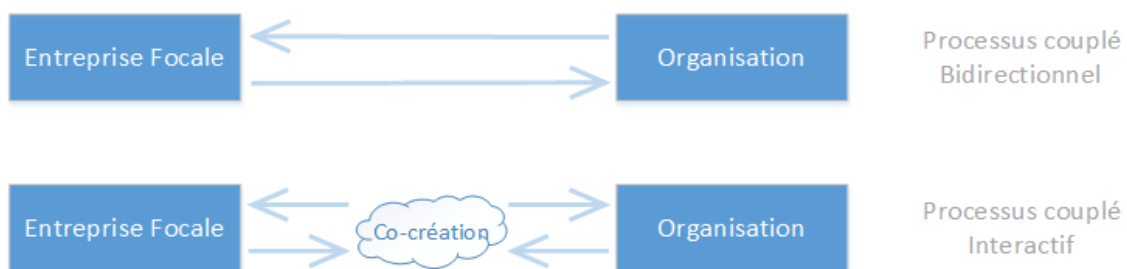 Entreprise Focale
Organisation
Processus couplé
Bidirectionnel
Entreprise Focale
Co-création
Organisation
Processus couplé
Interactif